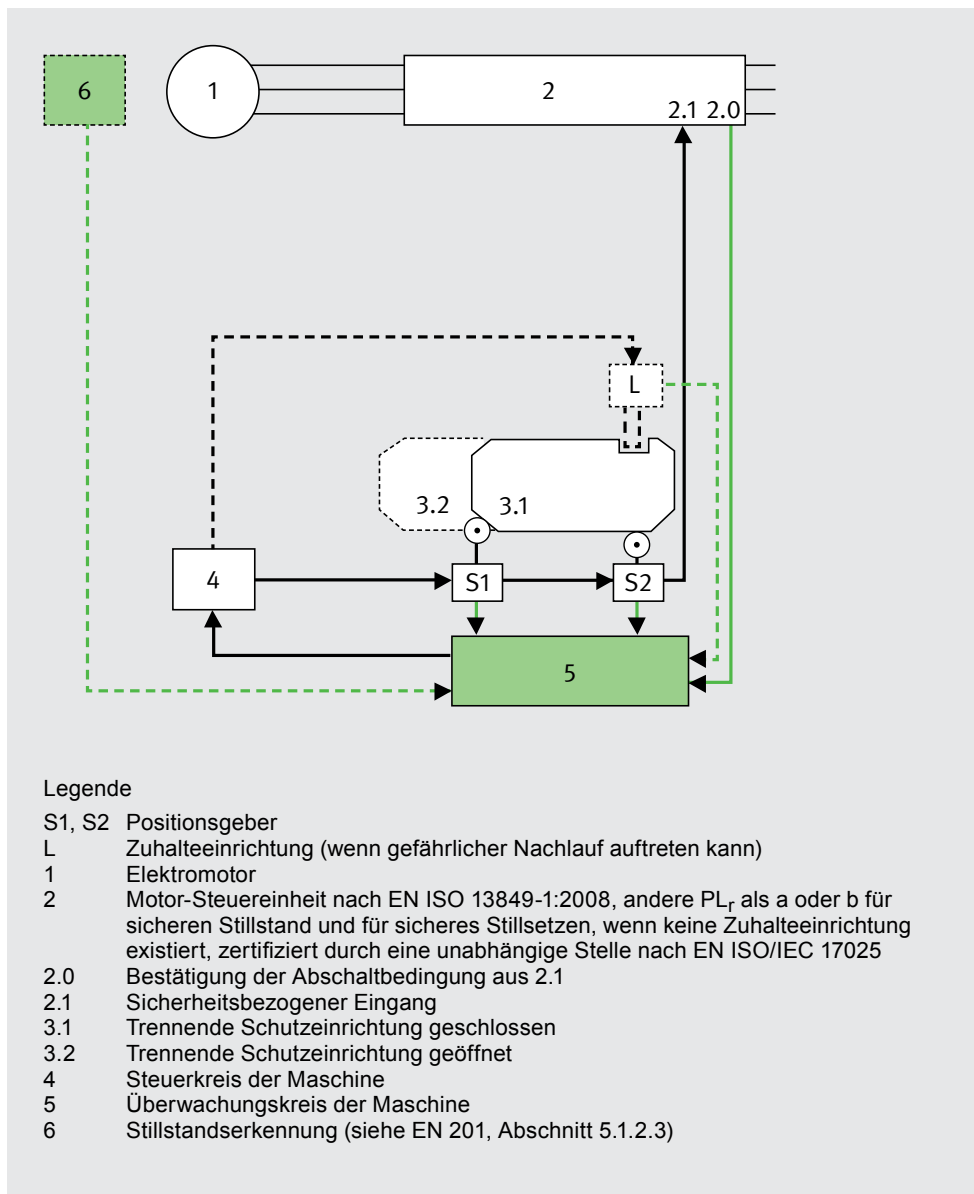 6
1
2
2.1 2.0
L
3.2
3.1
4
S1
S2
5
Legende
S1, S2 Positionsgeber
L Zuhalteeinrichtung (wenn gefährlicher Nachlauf auftreten kann)
1 Elektromotor
2 Motor-Steuereinheit nach EN ISO 13849-1:2008, andere PLr als a oder b für
sicheren Stillstand und für sicheres Stillsetzen, wenn keine Zuhalteeinrichtung
existiert, zertifiziert durch eine unabhängige Stelle nach EN ISO/IEC 17025
2.0 Bestätigung der Abschaltbedingung aus 2.1
2.1 Sicherheitsbezogener Eingang
3.1 Trennende Schutzeinrichtung geschlossen
3.2 Trennende Schutzeinrichtung geöffnet
4 Steuerkreis der Maschine
5 Überwachungskreis der Maschine
6 Stillstandserkennung (siehe EN 201, Abschnitt 5.1.2.3)